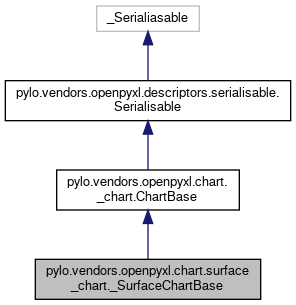 _Serialiasable
pylo.vendors.openpyxl.descriptors.serialisable.
Serialisable
pylo.vendors.openpyxl.chart.
_chart.ChartBase
pylo.vendors.openpyxl.chart.surface
_chart._SurfaceChartBase